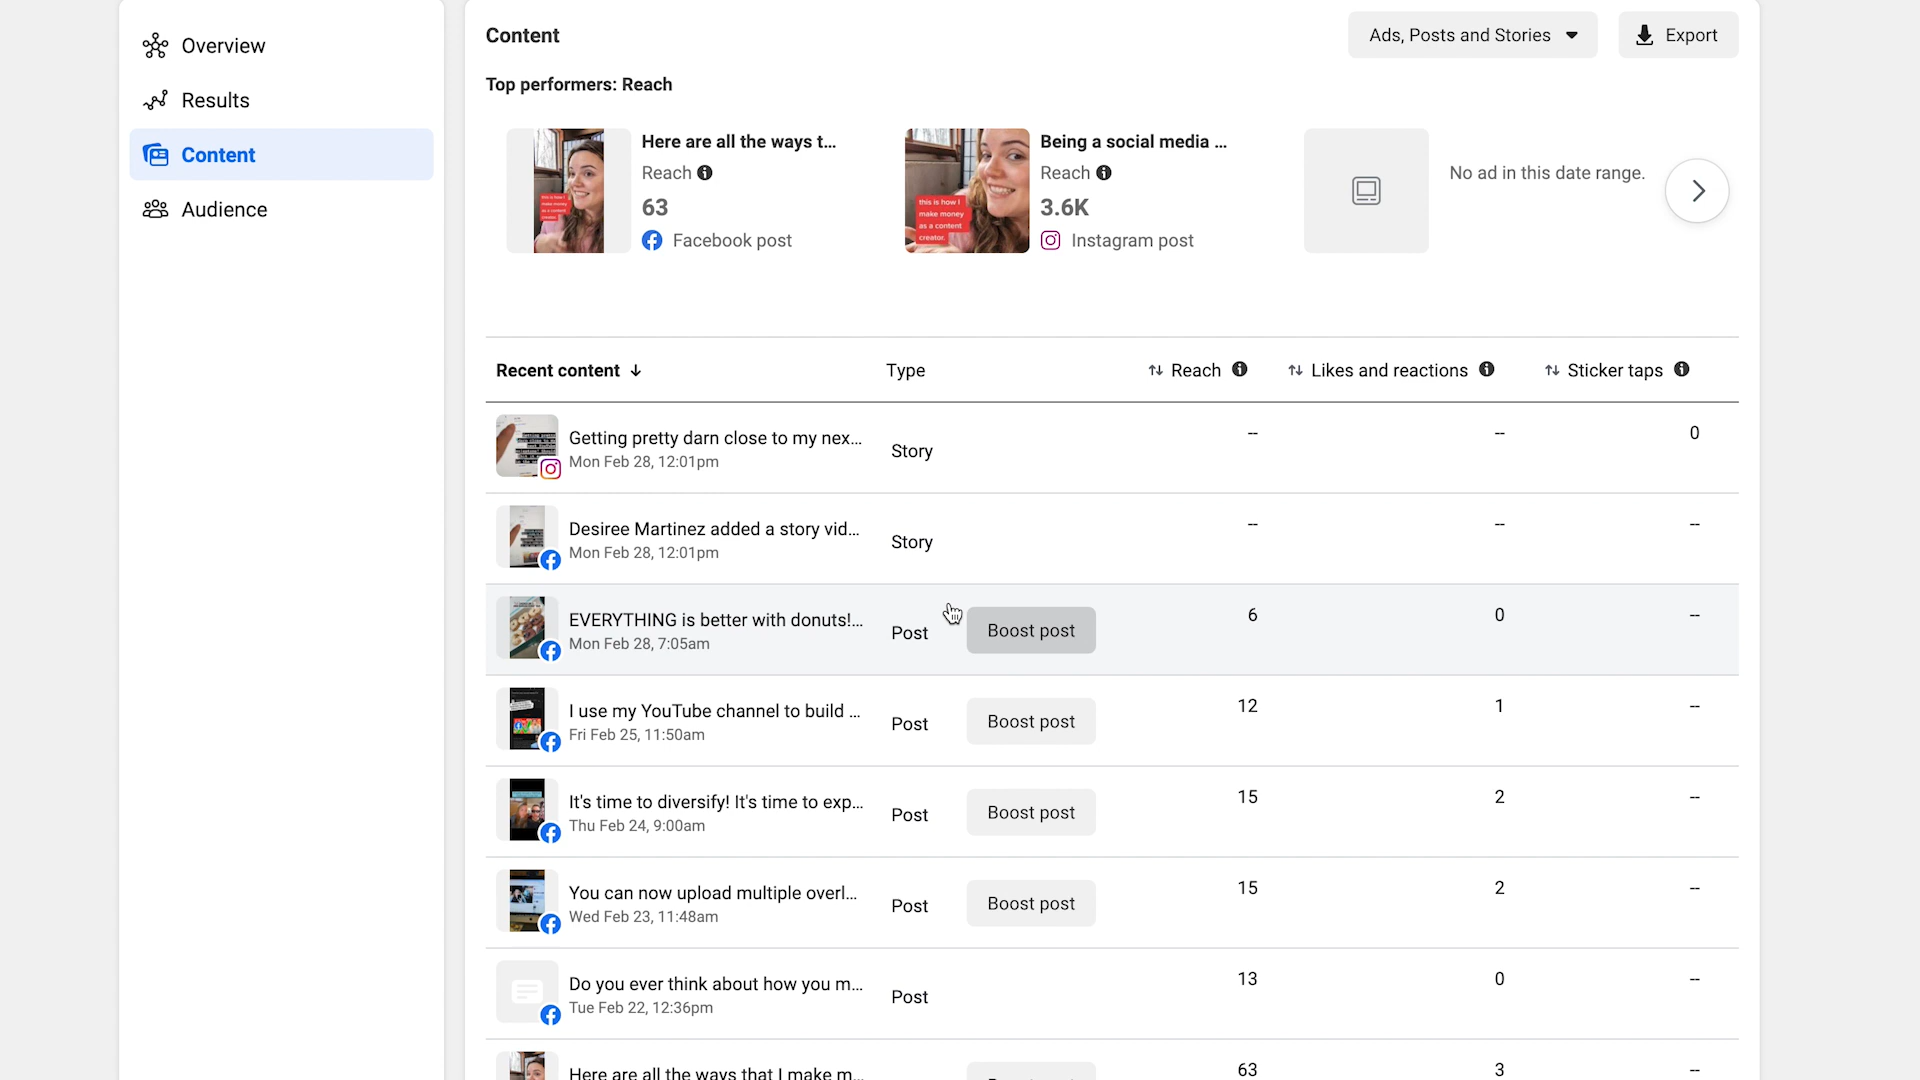 Overview
Results
Content
Audience
Content
Ads, Posts and Stories
Export
Top performers: Reach
Here are all the ways t...
Reach
63
Facebook post
this is how I
make money
as a content
creator.
Being a social media ...
Reach
3.6K
Instagram post
No ad in this date range.
Recent content
Type
Reach
Likes and reactions
Sticker taps
Getting pretty darn close to my nex...
Mon Feb 28, 12:01pm
Story
--
--
0
Desiree Martinez added a story vid...
Mon Feb 28, 12:01pm
Story
--
--
--
EVERYTHING is better with donuts!...
Mon Feb 28, 7:05am
Post
Boost post
6
0
--
I use my YouTube channel to build ...
Fri Feb 25, 11:50am
Post
Boost post
12
1
--
It's time to diversify! It's time to exp...
Thu Feb 24, 9:00am
Post
Boost post
15
2
--
You can now upload multiple overl...
Wed Feb 23, 11:48am
Post
Boost post
15
2
--
Do you ever think about how you m...
Tue Feb 22, 12:36pm
Post
13
0
--
Here are all the ways that I make m...
63
3
--